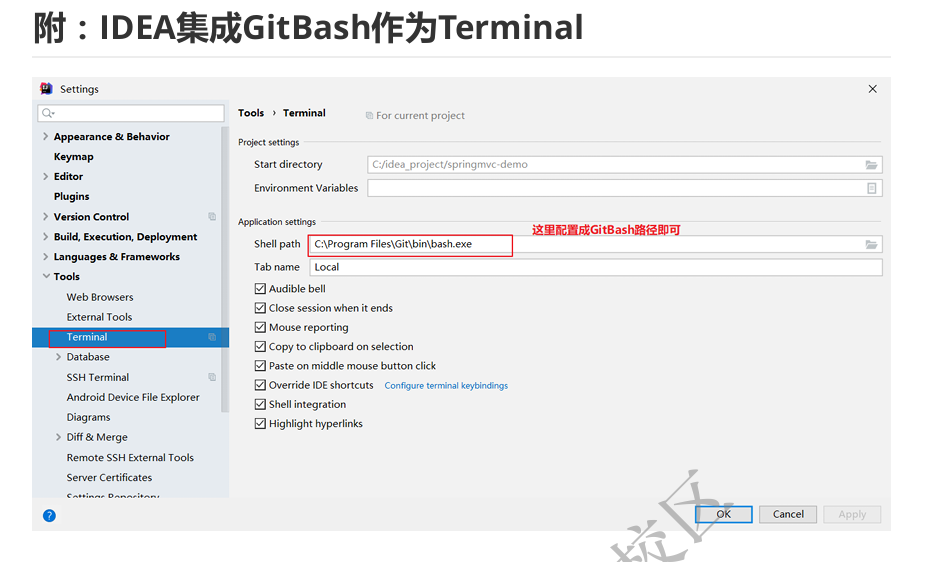 附：IDEA集成GitBash作为Terminal
Settings
Tools › Terminal
For current project
Appearance & Behavior
Keymap
Editor
Plugins
Version Control
Build, Execution, Deployment
Languages & Frameworks
Tools
Web Browsers
External Tools
Terminal
Database
SSH Terminal
Android Device File Explorer
Diagrams
Diff & Merge
Remote SSH External Tools
Server Certificates
Settings Repository
Project settings
Start directory C:/idea_project/springmvc-demo
Environment Variables
Application settings
这里配置成GitBash路径即可
Shell path C:\Program Files\Git\bin\bash.exe
Tab name Local
Audible bell
Close session when it ends
Mouse reporting
Copy to clipboard on selection
Paste on middle mouse button click
Override IDE shortcuts Configure terminal keybindings
Shell integration
Highlight hyperlinks
?
OK Cancel Apply
校区